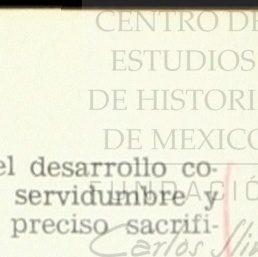 CENTRO DE
ESTUDIOS
DE HISTORI
DE MEXICO
el desarrollo co-
FUNDACIÓ
servidumbre y
preciso sacrifi-
Carlos Slim